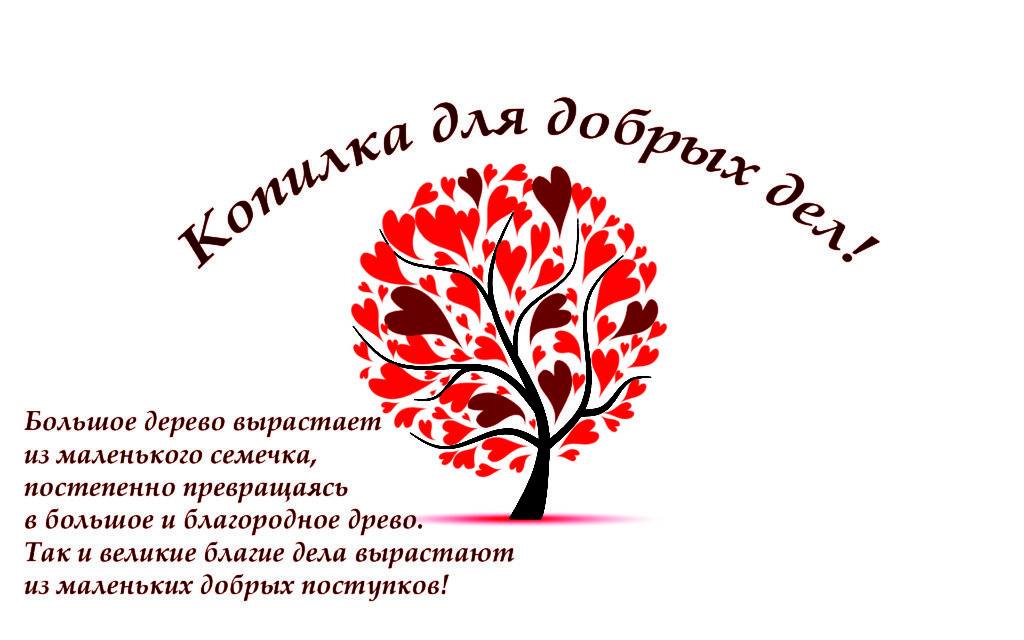 Копилка для добрых дел!
Большое дерево вырастает
из маленького семечка,
постепенно превращаясь
в большое и благородное древо.
Так и великие благие дела вырастают
из маленьких добрых поступков!